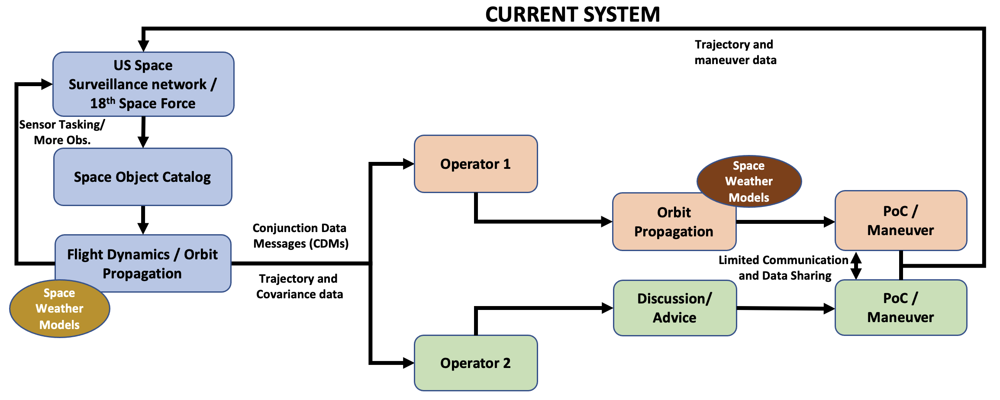 CURRENT SYSTEM
Trajectory and
maneuver data
US Space
Surveillance network /
18th Space Force
Sensor Tasking/
More Obs.
Space Object Catalog
Flight Dynamics / Orbit
Propagation
Space
Weather
Models
Conjunction Data
Messages (CDMs)
Trajectory and
Covariance data
Operator 1
Orbit
Propagation
Space
Weather
Models
PoC /
Maneuver
Limited Communication
and Data Sharing
Operator 2
Discussion/
Advice
PoC /
Maneuver